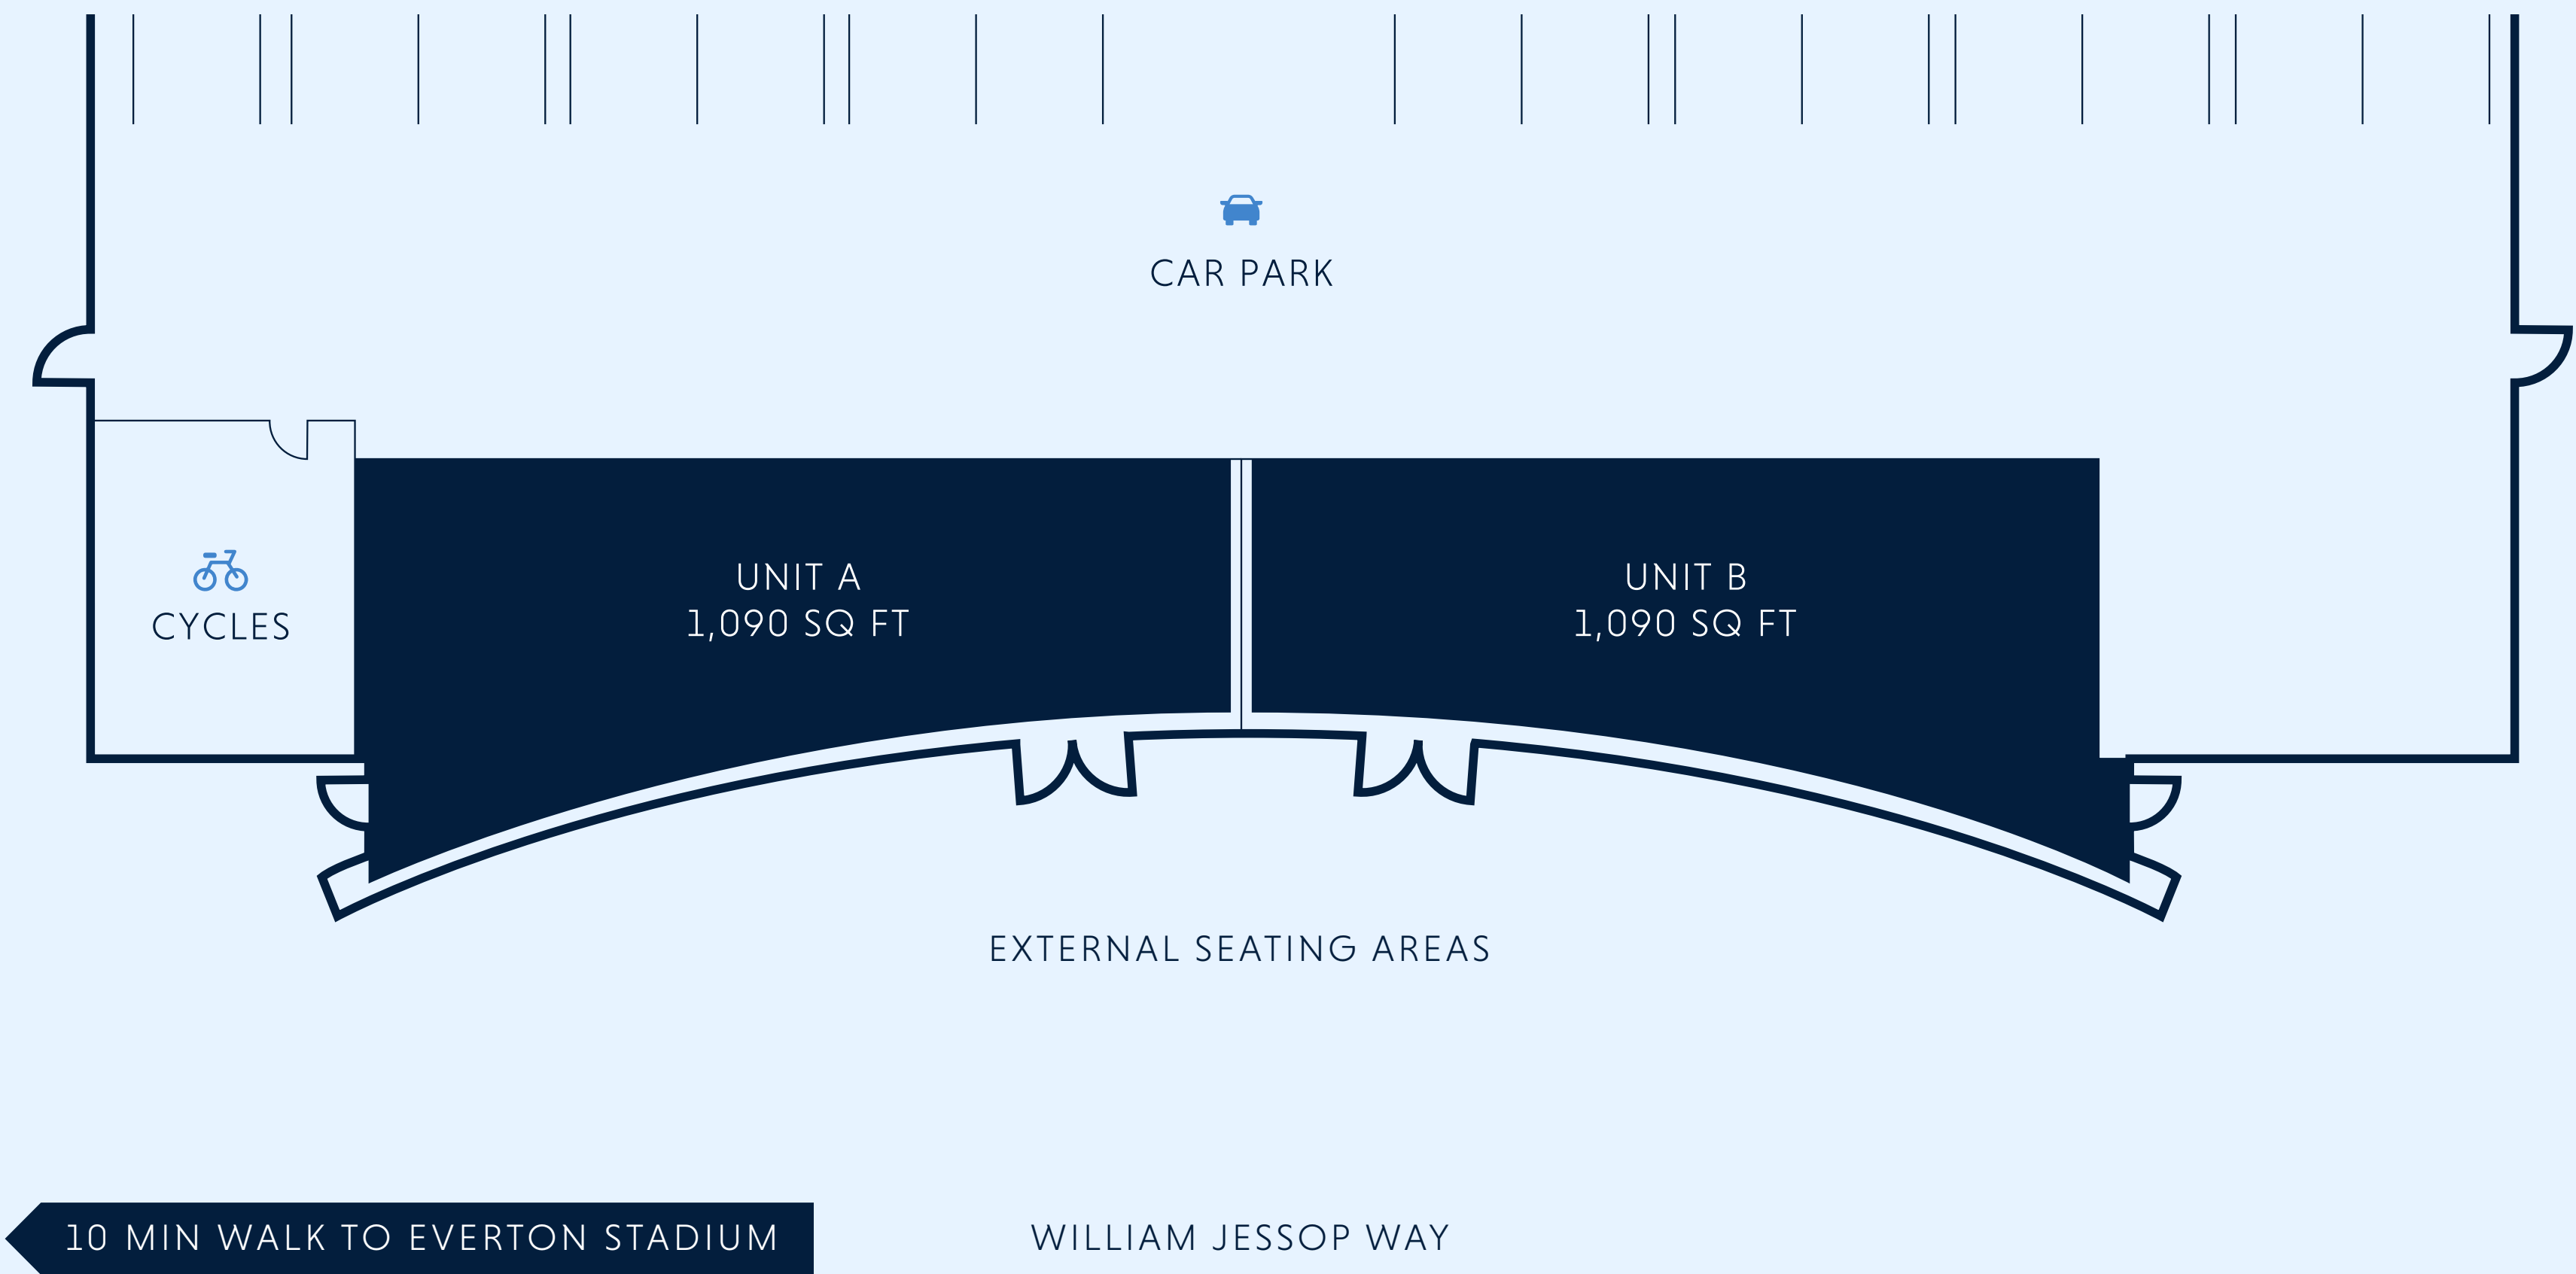 CAR PARK
CYCLES
UNIT A
1,090 SQ FT
UNIT B
1,090 SQ FT
EXTERNAL SEATING AREAS
10 MIN WALK TO EVERTON STADIUM
WILLIAM JESSOP WAY